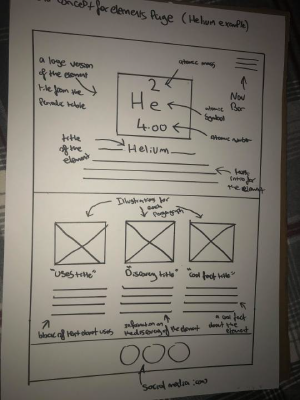 concept for elements Page (Helium example)
a large version
of the element
tile from the
Periodic table
2
He
4.00
atomic mass
atomic
symbol
atomic number
Nav
Bar
title
of the
element
Helium
intro for
the element
Illustration for
each
Paragraph
"Uses title"
"Discovery title"
"Cool fact title"
block of text about uses
information on
the discovery of the element
a cool fact
about the
element
social media icons